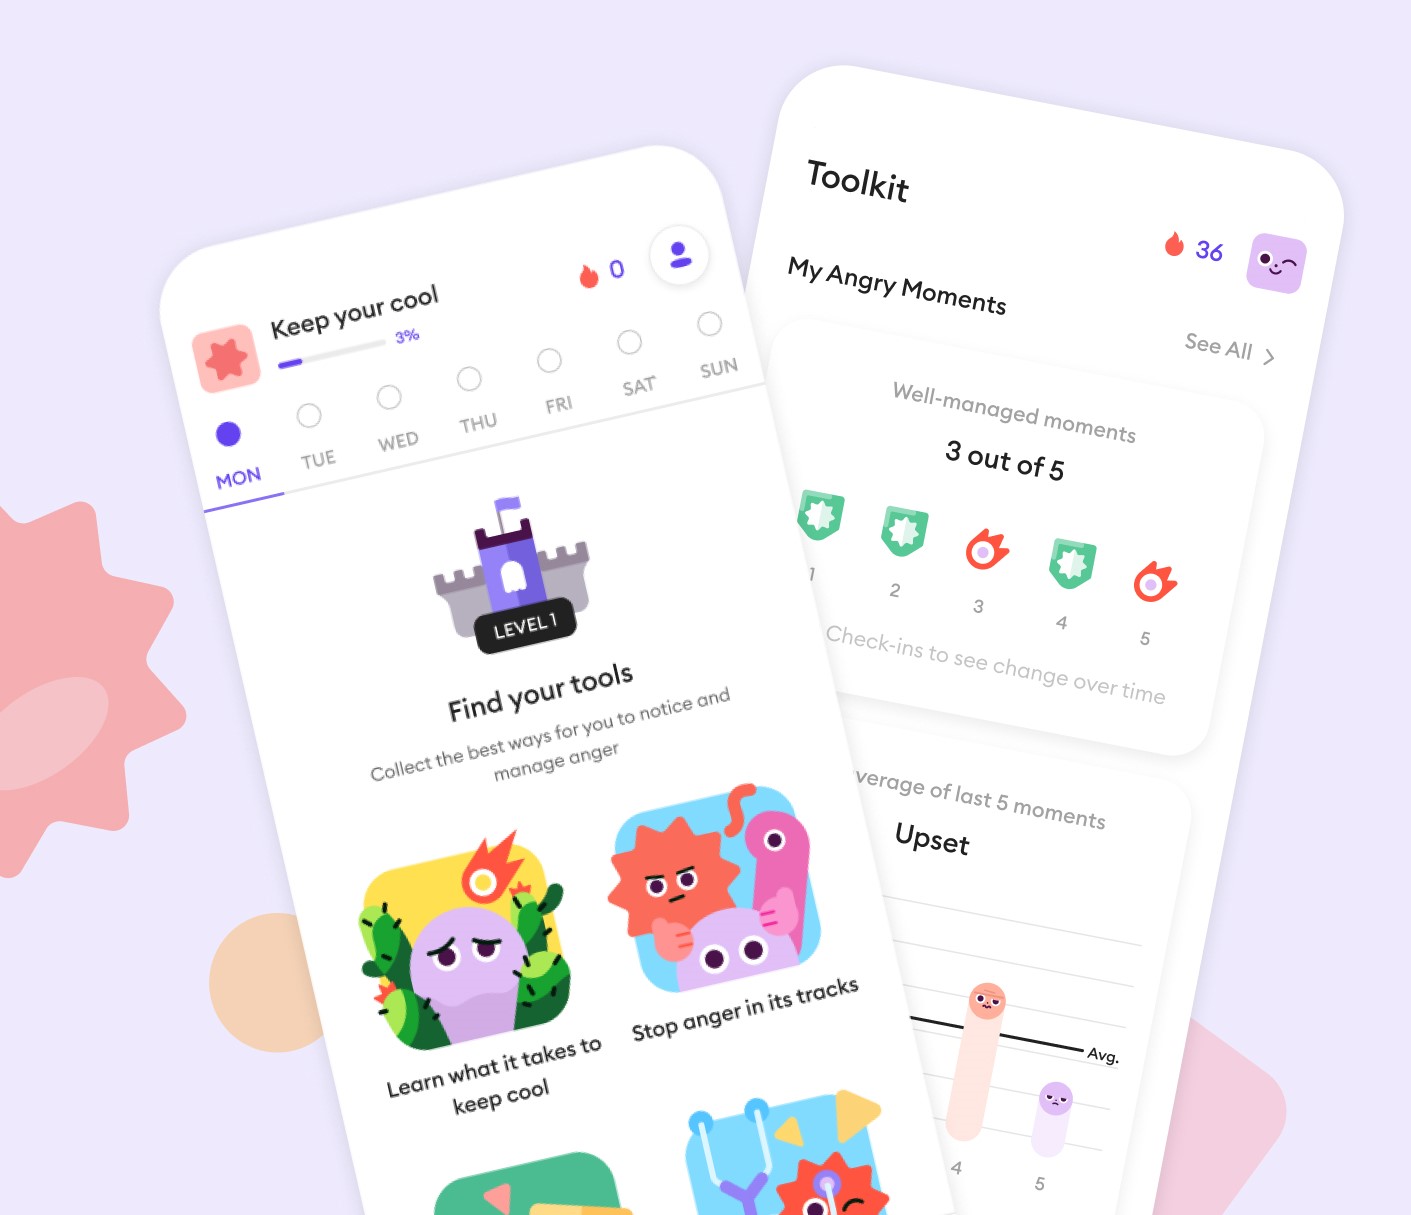 Keep your cool
3%
0
MON
TUE
WED
THU
FRI
SAT
SUN
LEVEL 1
Find your tools
Collect the best ways for you to notice and
manage anger
Learn what it takes to
keep cool
Stop anger in its tracks
Toolkit
36
My Angry Moments
See All
Well-managed moments
3 out of 5
1
2
3
4
5
Check-ins to see change over time
of last 5 moments
Upset
Avg.
4
5